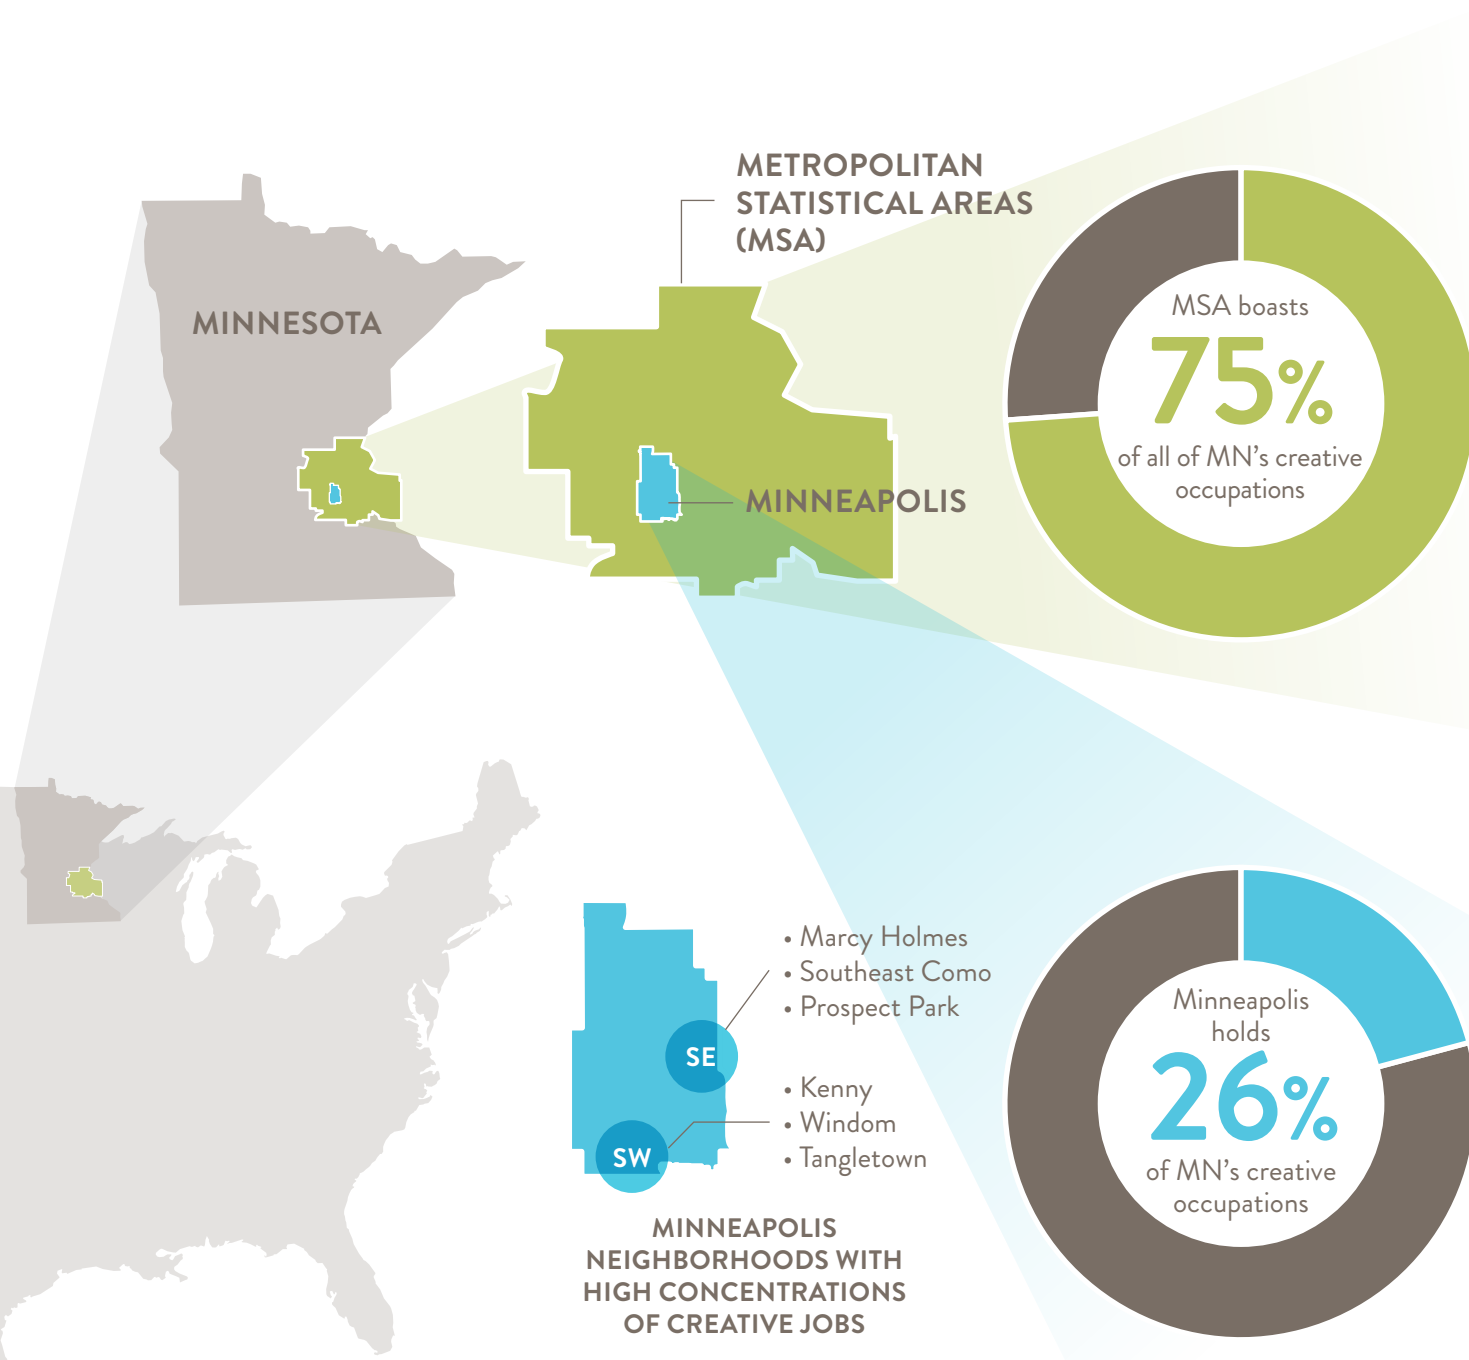 METROPOLITAN
STATISTICAL AREAS
(MSA)
MINNESOTA
MINNEAPOLIS
MSA boasts
75%
of all of MN's creative
occupations
• Marcy Holmes
• Southeast Como
• Prospect Park
SE
• Kenny
• Windom
• Tangletown
SW
MINNEAPOLIS
NEIGHBORHOODS WITH
HIGH CONCENTRATIONS
OF CREATIVE JOBS
Minneapolis
holds
26%
of MN's creative
occupations